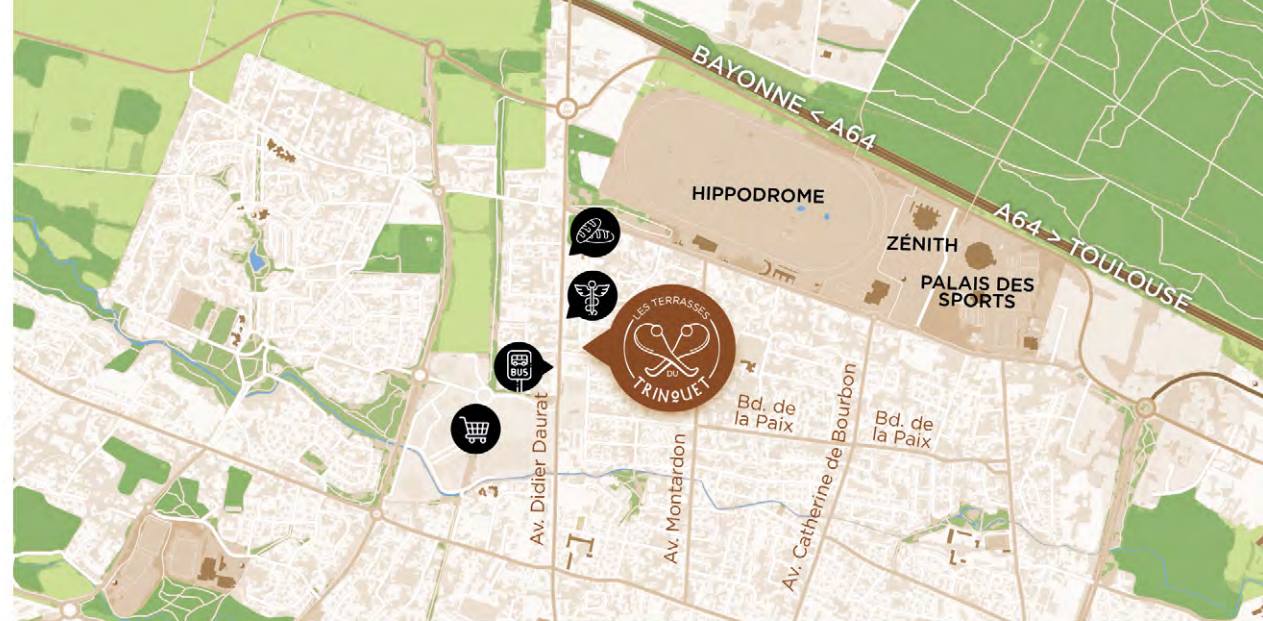 BAYONNE < A64
HIPPODROME
A64 > TOULOUSE
ZÉNITH
PALAIS DES
SPORTS
LES TERRASSES
DU
TRINQUET
BUS
Bd. de
la Paix
Bd. de
la Paix
Av. Didier Daurat
Av. Montardon
Av. Catherine de Bourbon